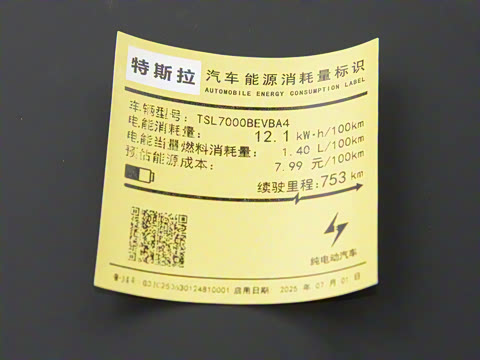 特斯拉 汽车能源消耗量标识
AUTOMOBILE ENERGY CONSUMPTION LABEL
车辆型号： TSL7000BEVBA4
电能消耗量： 12.1 kW·h/100km
电能当量燃料消耗量： 1.40 L/100km
预估能源成本： 7.99 元/100km
续驶里程：753 km
纯电动汽车
启用日期： 2025 年 07 月 01 日